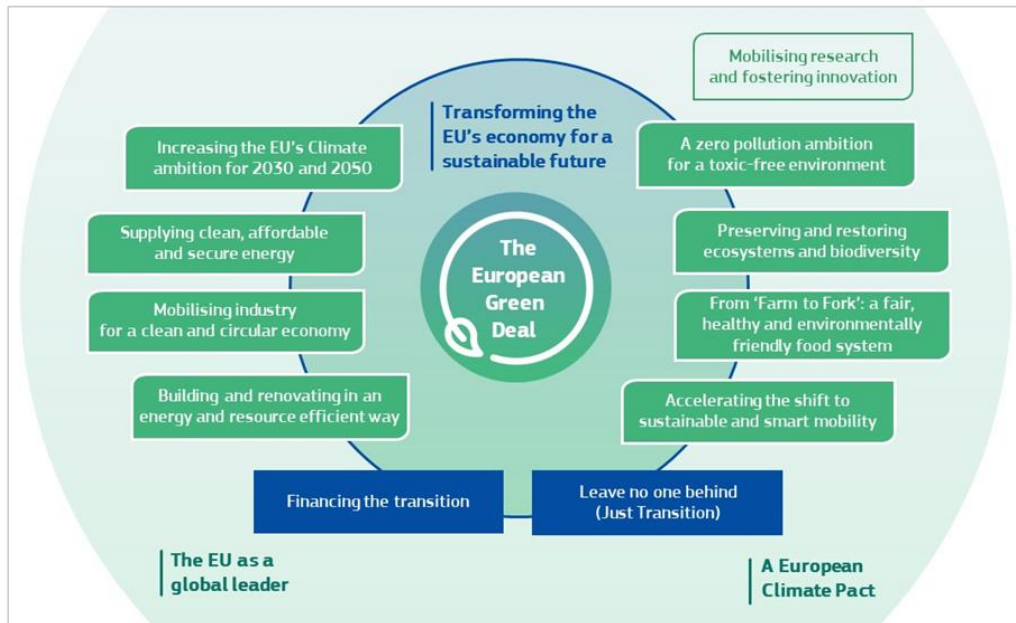 Mobilising research
and fostering innovation
Transforming the
EU's economy for a
sustainable future
Increasing the EU's Climate
ambition for 2030 and 2050
A zero pollution ambition
for a toxic-free environment
Supplying clean, affordable
and secure energy
Preserving and restoring
ecosystems and biodiversity
The
European
Green
Deal
Mobilising industry
for a clean and circular economy
From ‘Farm to Fork’: a fair,
healthy and environmentally
friendly food system
Building and renovating in an
energy and resource efficient way
Accelerating the shift to
sustainable and smart mobility
Financing the transition
Leave no one behind
(Just Transition)
The EU as a
global leader
A European
Climate Pact